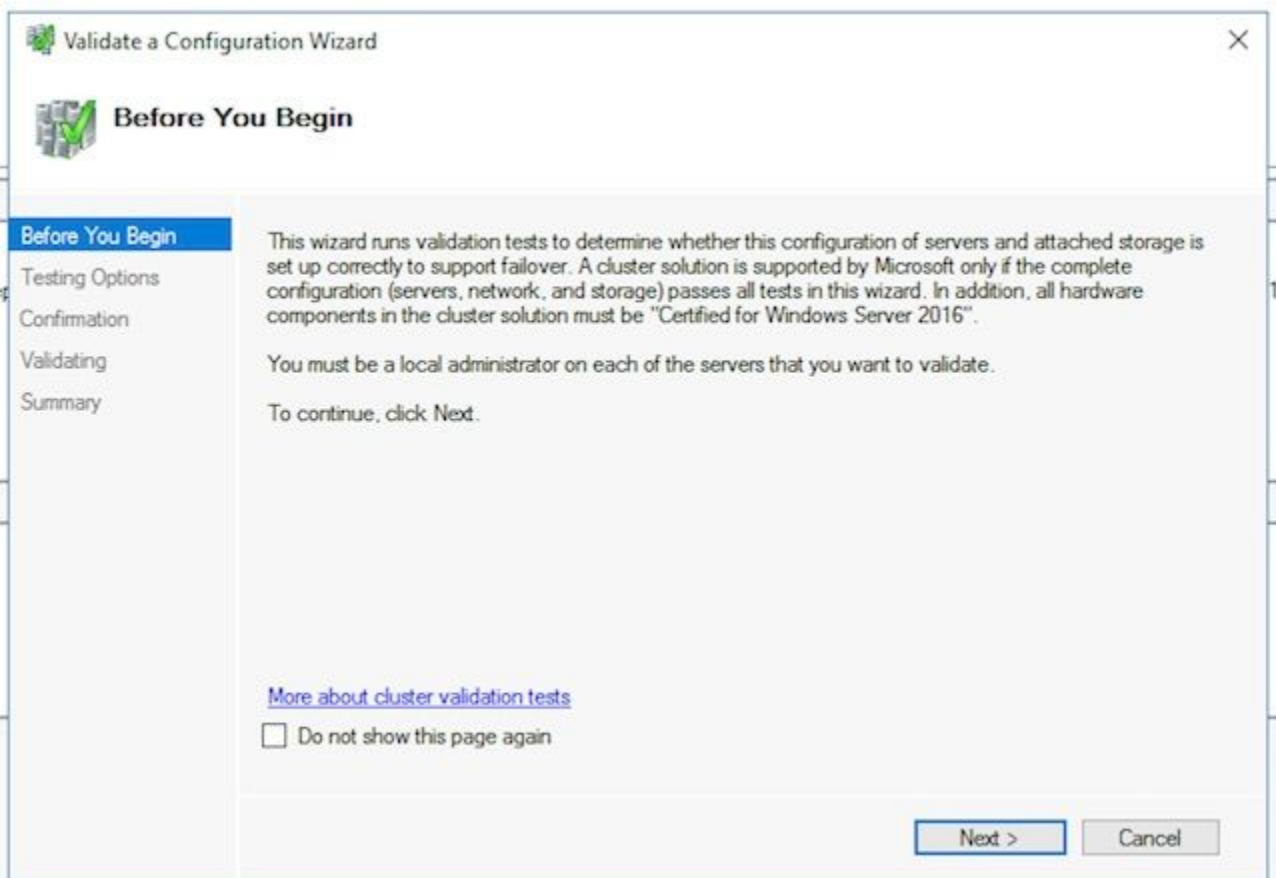 Validate a Configuration Wizard
Before You Begin
Before You Begin
Testing Options
Confirmation
Validating
Summary
This wizard runs validation tests to determine whether this configuration of servers and attached storage is
set up correctly to support failover. A cluster solution is supported by Microsoft only if the complete
configuration (servers, network, and storage) passes all tests in this wizard. In addition, all hardware
components in the cluster solution must be "Certified for Windows Server 2016".
You must be a local administrator on each of the servers that you want to validate.
To continue, click Next.
More about cluster validation tests
Do not show this page again
Next >
Cancel